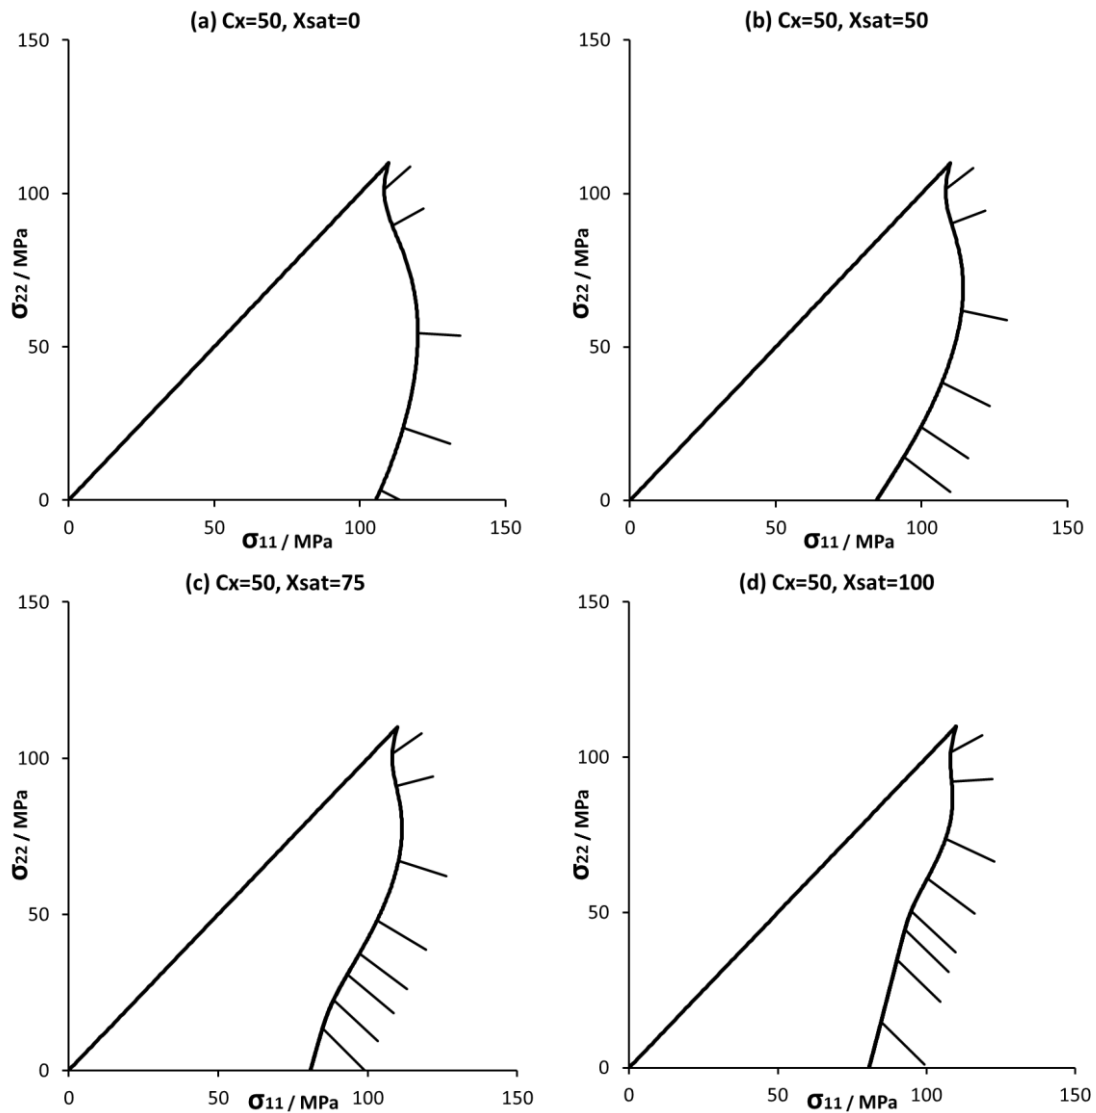 (a) Cx=50, Xsat=0
150
100
50
0
σ22 / MPa
0 50 100 150
σ11 / MPa
(b) Cx=50, Xsat=50
150
100
50
0
σ22 / MPa
0 50 100 150
σ11 / MPa
(c) Cx=50, Xsat=75
150
100
50
0
σ22 / MPa
0 50 100 150
σ11 / MPa
(d) Cx=50, Xsat=100
150
100
50
0
σ22 / MPa
0 50 100 150
σ11 / MPa